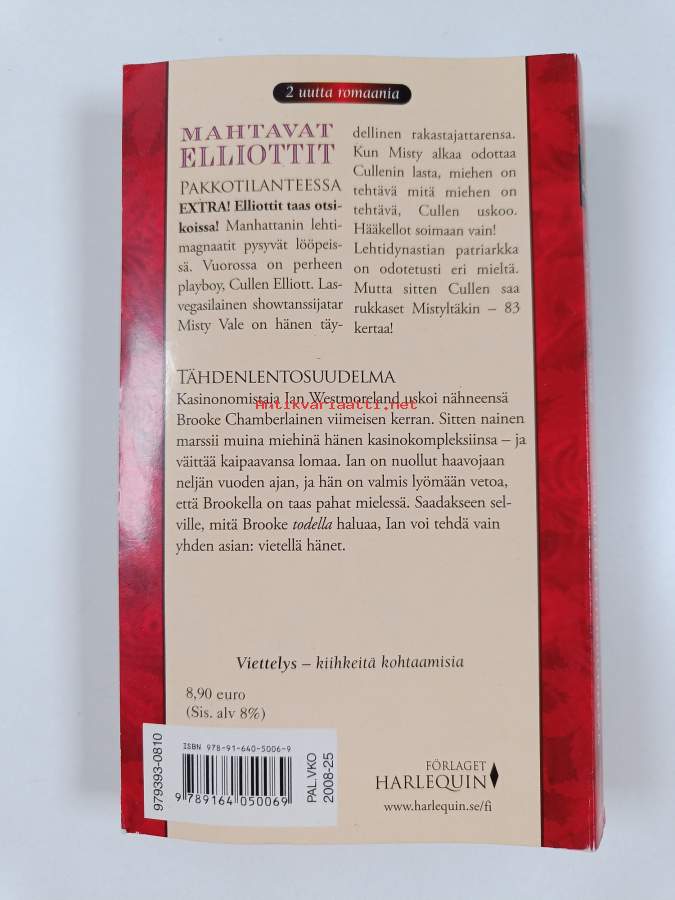 2 uutta romaania
MAHTAVAT
ELLIOTTIT
PAKKOTILANTEESSA
EXTRA! Elliottit taas otsi-
koissa! Manhattanin lehti-
magnaatit pysyvät lööpeis-
sä. Vuorossa on perheen
playboy, Cullen Elliott. Las-
vegasilainen showtanssijatar
Misty Vale on hänen täy-
dellinen rakastajattarensa.
Kun Misty alkaa odottaa
Cullenin lasta, miehen on
tehtävä mitä miehen on
tehtävä, Cullen uskoo.
Hääkellot soimaan vain!
Lehtidynastian patriarkka
on odotetusti eri mieltä.
Mutta sitten Cullen saa
rukkaset Mistyltäkin – 83
kertaa!
TÄHDENLENTOSUUDELMA
Kasinonomistaja Ian Westmoreland uskoi nähneensä
Antikvariaatti.net
Brooke Chamberlainen viimeisen kerran. Sitten nainen
marssii muina miehinä hänen kasinokompleksiinsa – ja
väittää kaipaavansa lomaa. Ian on nuollut haavojaan
neljän vuoden ajan, ja hän on valmis lyömään vetoa,
että Brookella on taas pahat mielessä. Saadakseen sel-
ville, mitä Brooke todella haluaa, Ian voi tehdä vain
yhden asian: vietellä hänet.
Viettelys – kiihkeitä kohtaamisia
8,90 euro
(Sis. alv 8%)
979393-0810
ISBN 978-91-640-5006-9
9 789164 050069
PAL.VKO
2008-25
FÖRLAGET
HARLEQUIN
www.harlequin.se/fi